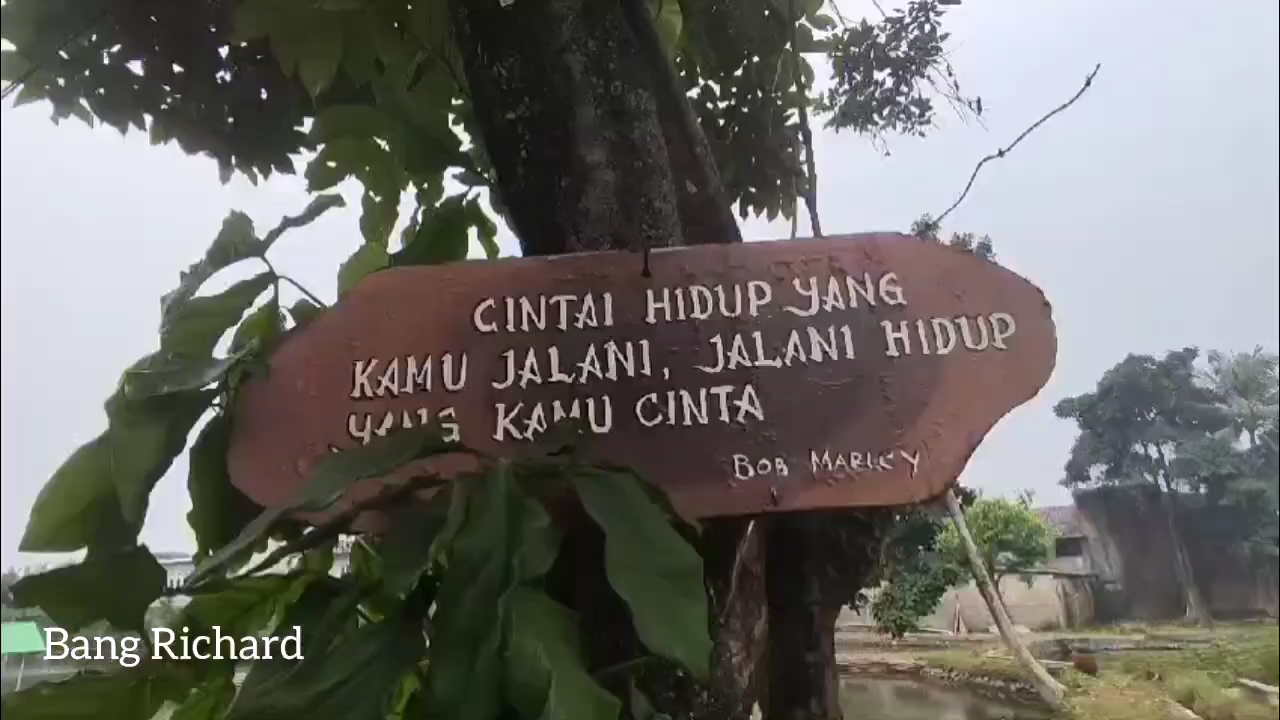 CINTAI HIDUP YANG
KAMU JALANI, JALANI HIDUP
YANG KAMU CINTA
BOB MARLEY
Bang Richard